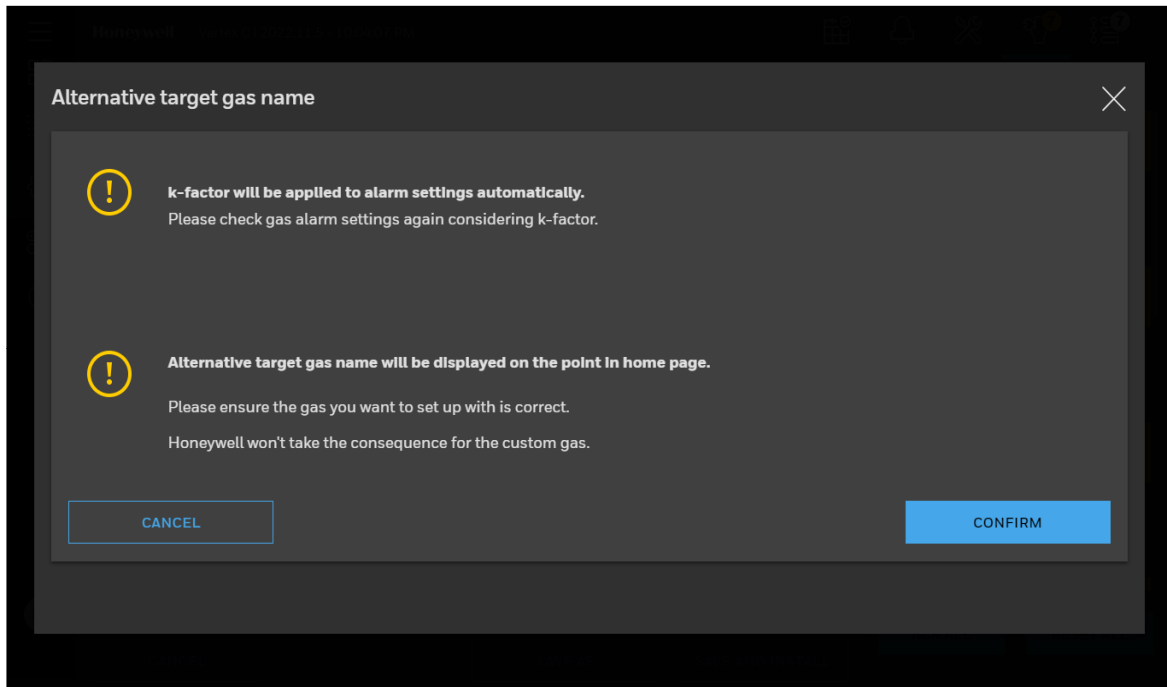 Honeywell
Alternative target gas name
k-factor will be applied to alarm settings automatically.
Please check gas alarm settings again considering k-factor.
Alternative target gas name will be displayed on the point in home page.
Please ensure the gas you want to set up with is correct.
Honeywell won't take the consequence for the custom gas.
CANCEL
CONFIRM